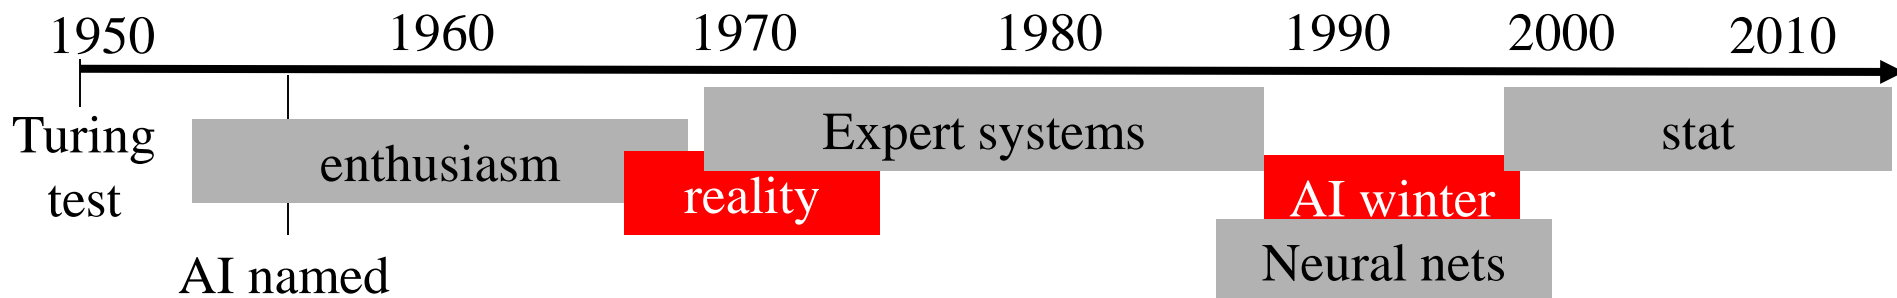 1950 1960 1970 1980 1990 2000 2010
Turing
test
enthusiasm
Expert systems
stat
reality
AI winter
Neural nets
AI named